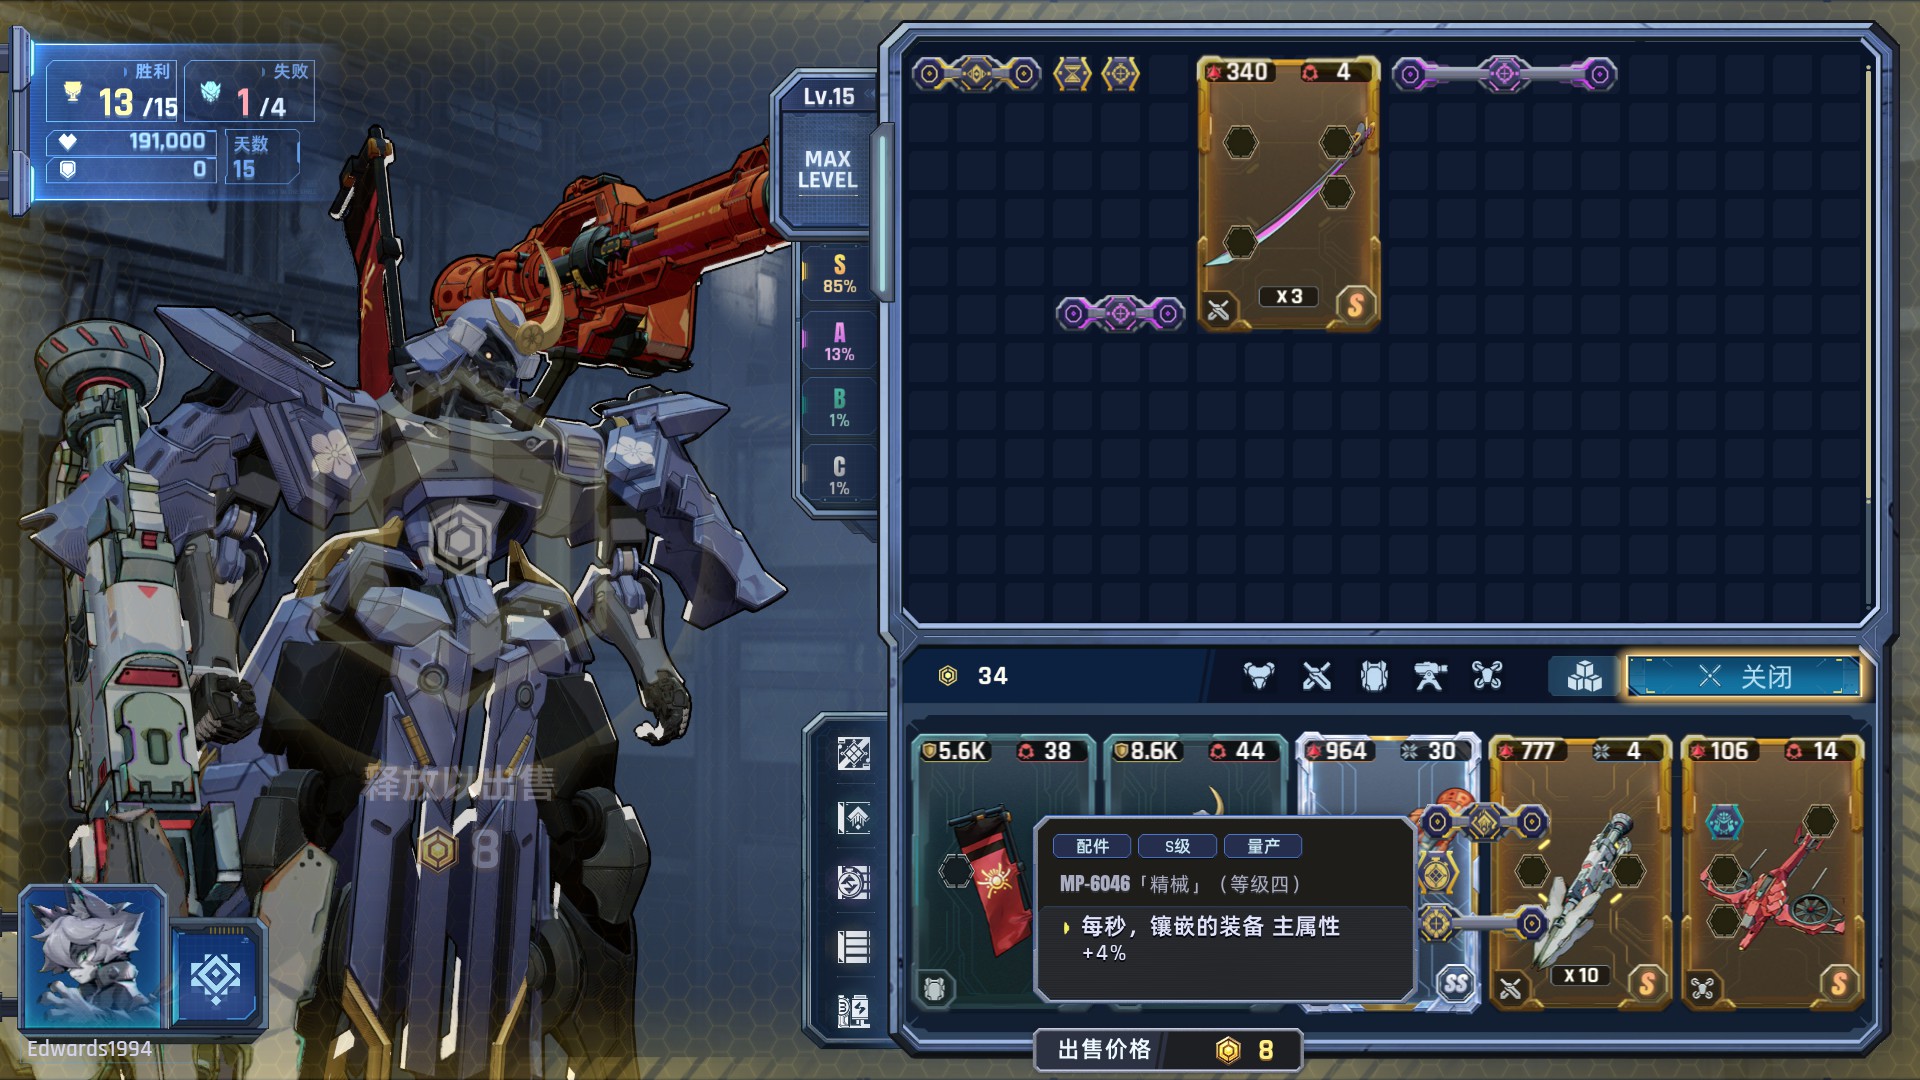 胜利
13 /15
失败
1 /4
191,000
0
天数
15
Lv.15
MAX
LEVEL
S
85%
A
13%
B
1%
C
1%
340
4
x 3
S
34
关闭
释放以出售
8
5.6K
38
8.6K
44
964
30
777
4
106
14
配件
S级
量产
MP-6046「精械」（等级四）
每秒，镶嵌的装备 主属性
+4%
SS
x 10
S
S
出售价格
8
Edwards1994